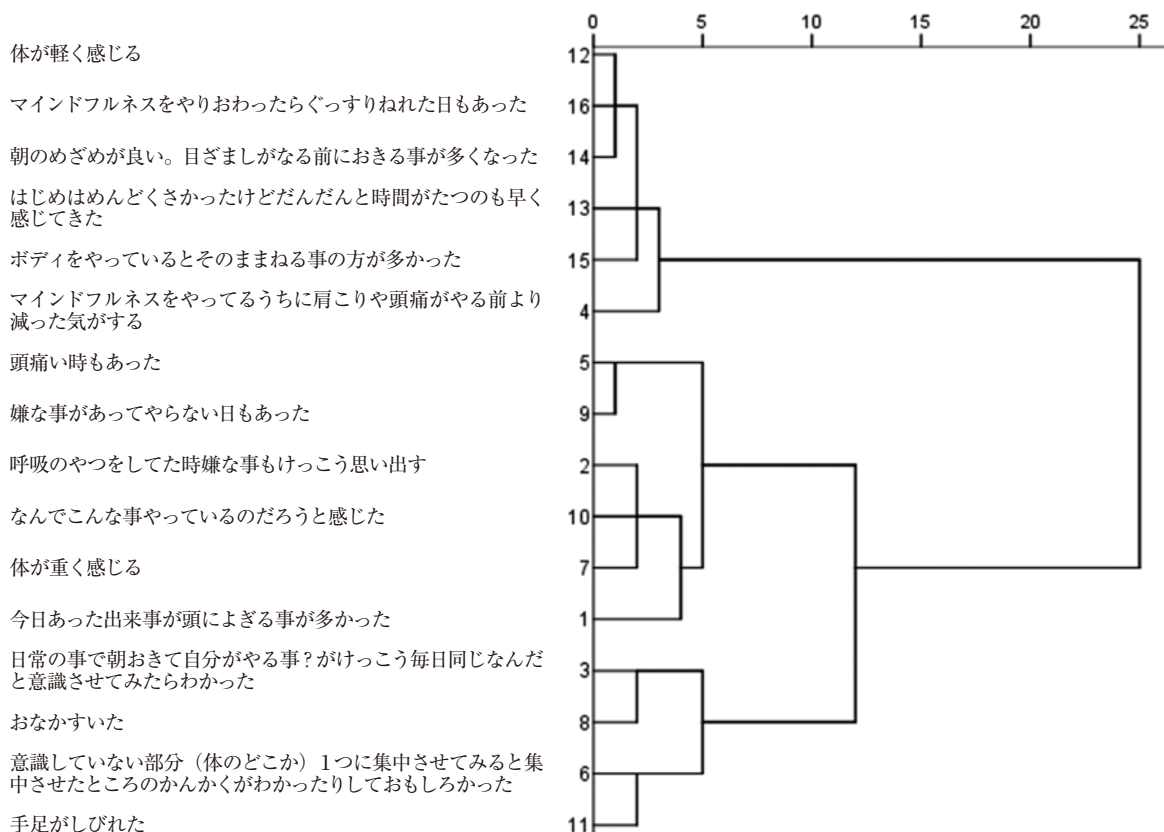 0 5 10 15 20 25
体が軽く感じる 12
マインドフルネスをやりおわったらぐっすりねれた日もあった 16
朝のめざめが良い。目ざましがなる前におきる事が多くなった 14
はじめはめんどくさかったけどだんだんと時間がたつのも早く
感じてきた 13
ボディをやっているとそのままねる事の方が多かった 15
マインドフルネスをやってるうちに肩こりや頭痛がやる前より
減った気がする 4
頭痛い時もあった 5
嫌な事があってやらない日もあった 9
呼吸のやつをしてた時嫌な事もけっこう思い出す 2
なんでこんな事やっているのだろうと感じた 10
体が重く感じる 7
今日あった出来事が頭によぎる事が多かった 1
日常の事で朝おきて自分がやる事?がけっこう毎日同じなんだ
と意識させてみたらわかった 3
おなかすいた 8
意識していない部分（体のどこか）1つに集中させてみると集
中させたところのかんかくがわかったりしておもしろかった 6
手足がしびれた 11